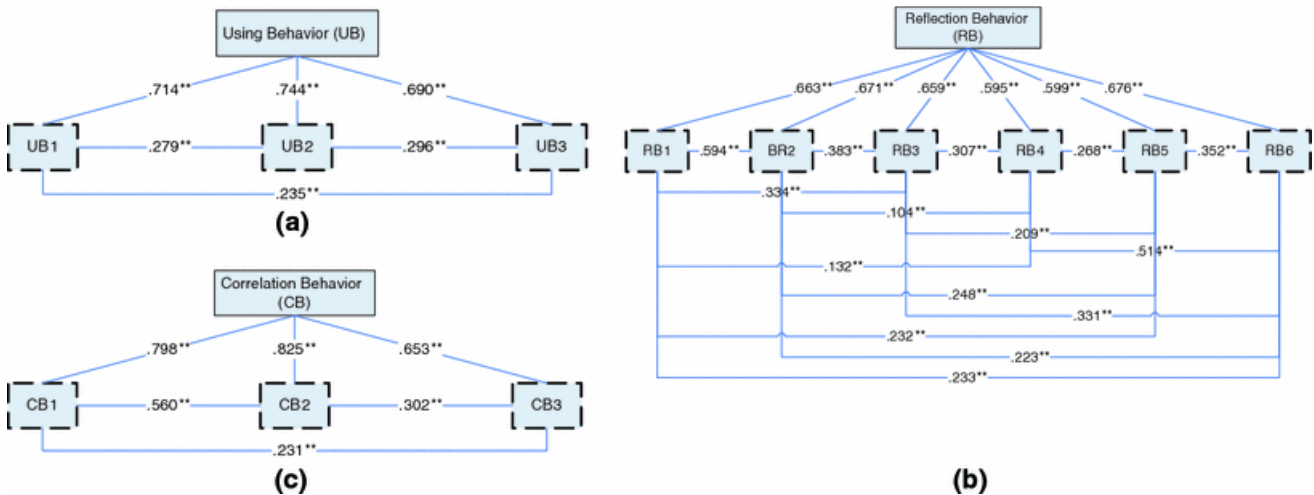 Using Behavior (UB)
.714** .744** .690**
UB1 .279** UB2 .296** UB3
.235**
(a)
Reflection Behavior
(RB)
.663** .671** .659** .595** .599** .676**
RB1 .594** BR2 .383** RB3 .307** RB4 .268** RB5 .352** RB6
.334**
.104**
.209**
.514**
.132**
.248**
.331**
.232**
.223**
.233**
(b)
Correlation Behavior
(CB)
.798** .825** .653**
CB1 .560** CB2 .302** CB3
.231**
(c)